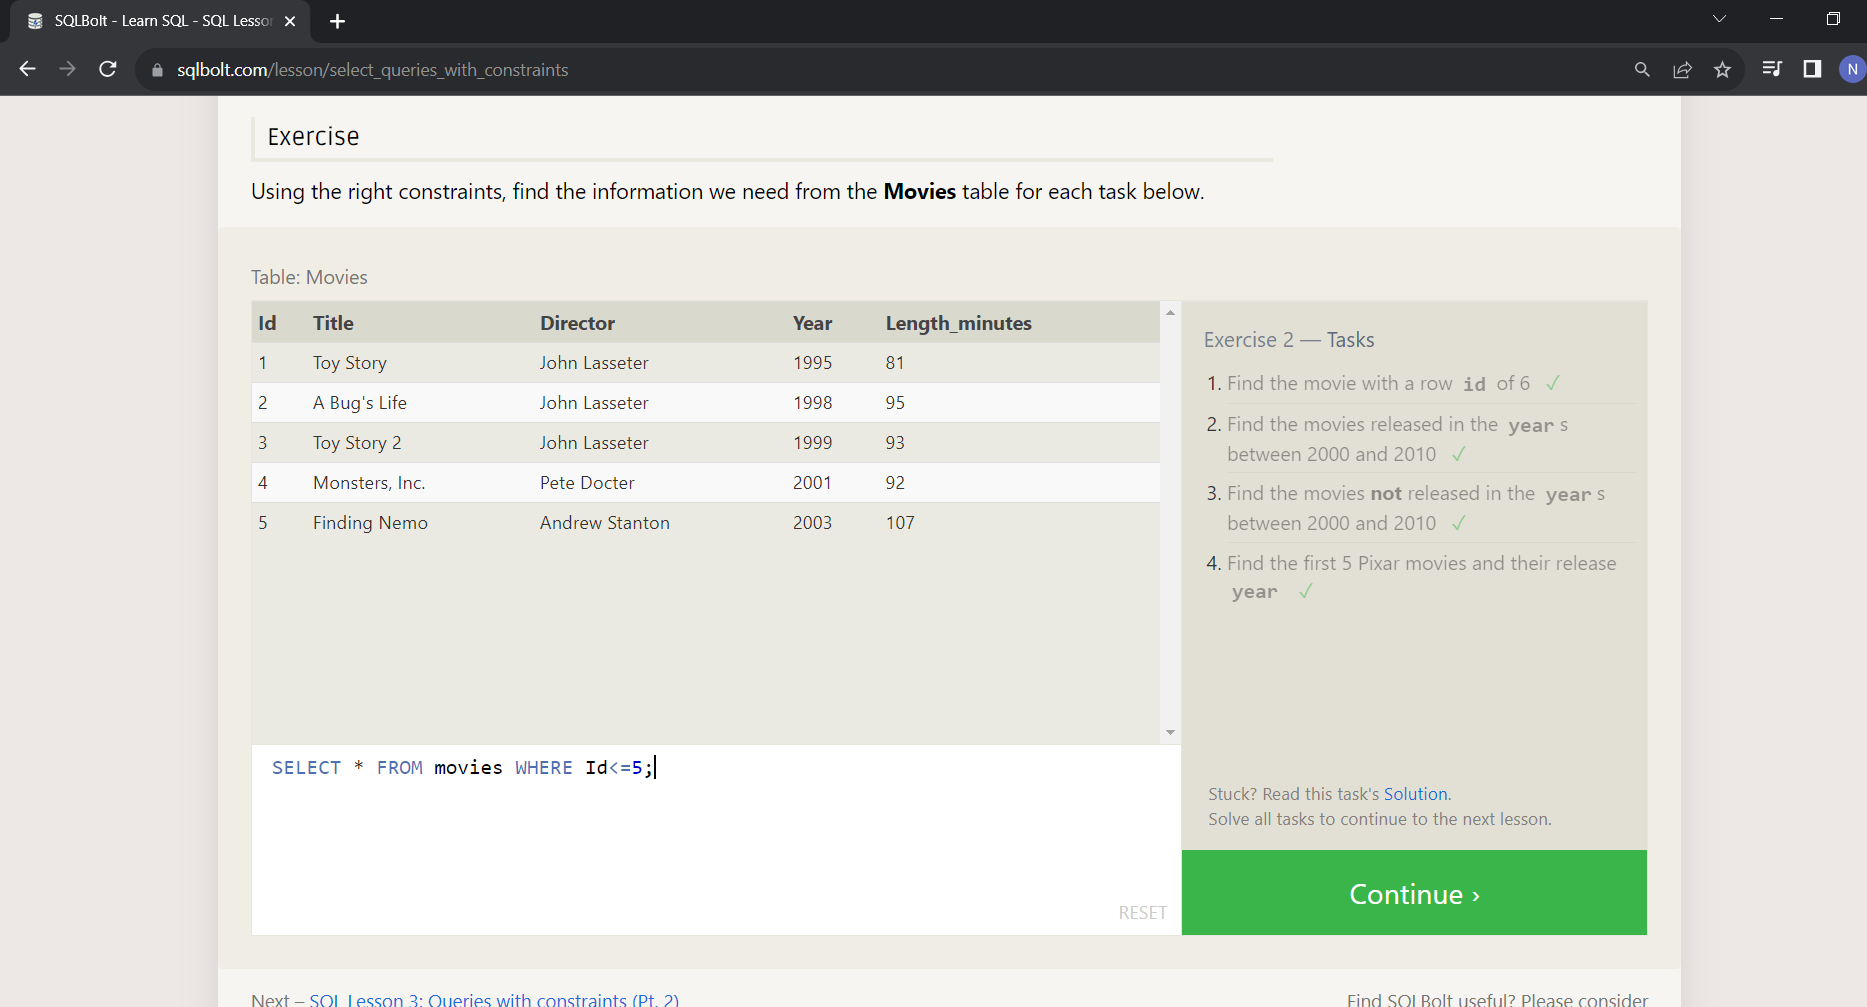 SQLBolt - Learn SQL - SQL Lesson
sqlbolt.com/lesson/select_queries_with_constraints
N
Exercise
Using the right constraints, find the information we need from the Movies table for each task below.
Table: Movies
Id Title Director Year Length_minutes
1 Toy Story John Lasseter 1995 81
2 A Bug's Life John Lasseter 1998 95
3 Toy Story 2 John Lasseter 1999 93
4 Monsters, Inc. Pete Docter 2001 92
5 Finding Nemo Andrew Stanton 2003 107
SELECT * FROM movies WHERE Id<=5;
RESET
Exercise 2 — Tasks
1. Find the movie with a row id of 6 ✓
2. Find the movies released in the year s
between 2000 and 2010 ✓
3. Find the movies not released in the year s
between 2000 and 2010 ✓
4. Find the first 5 Pixar movies and their release
year ✓
Stuck? Read this task's Solution.
Solve all tasks to continue to the next lesson.
Continue ›
Next – SQL Lesson 3: Queries with constraints (Pt. 2)
Find SQLBolt useful? Please consider